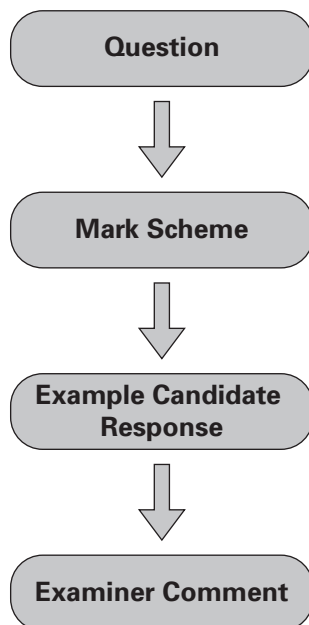 Question
Mark Scheme
Example Candidate
Response
Examiner Comment